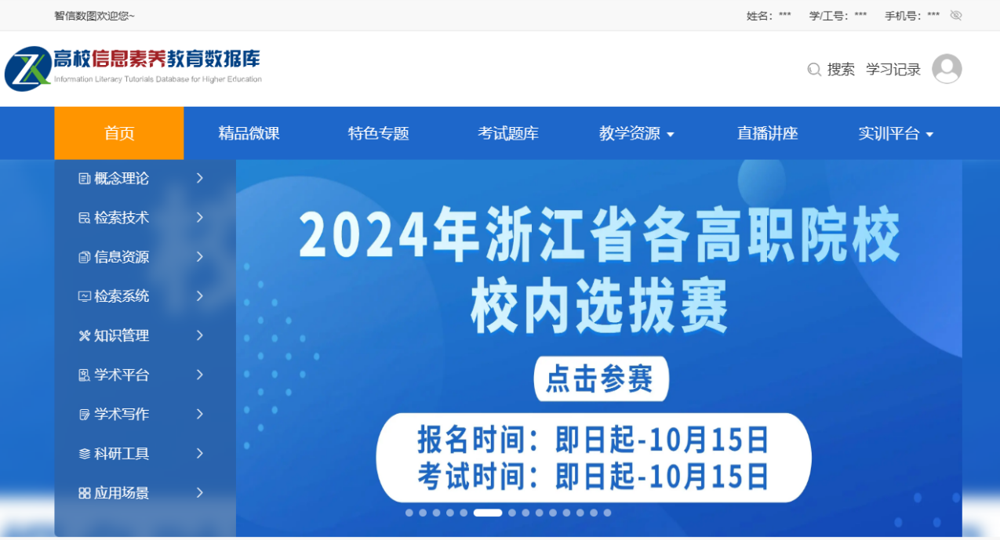 智信数图欢迎您~
姓名：*** 学/工号：*** 手机号：***
高校信息素养教育数据库
Information Literacy Tutorials Database for Higher Education
搜索 学习记录
首页 精品微课 特色专题 考试题库 教学资源 直播讲座 实训平台
概念理论
检索技术
信息资源
检索系统
知识管理
学术平台
学术写作
科研工具
应用场景
2024年浙江省各高职院校
校内选拔赛
点击参赛
报名时间：即日起-10月15日
考试时间：即日起-10月15日